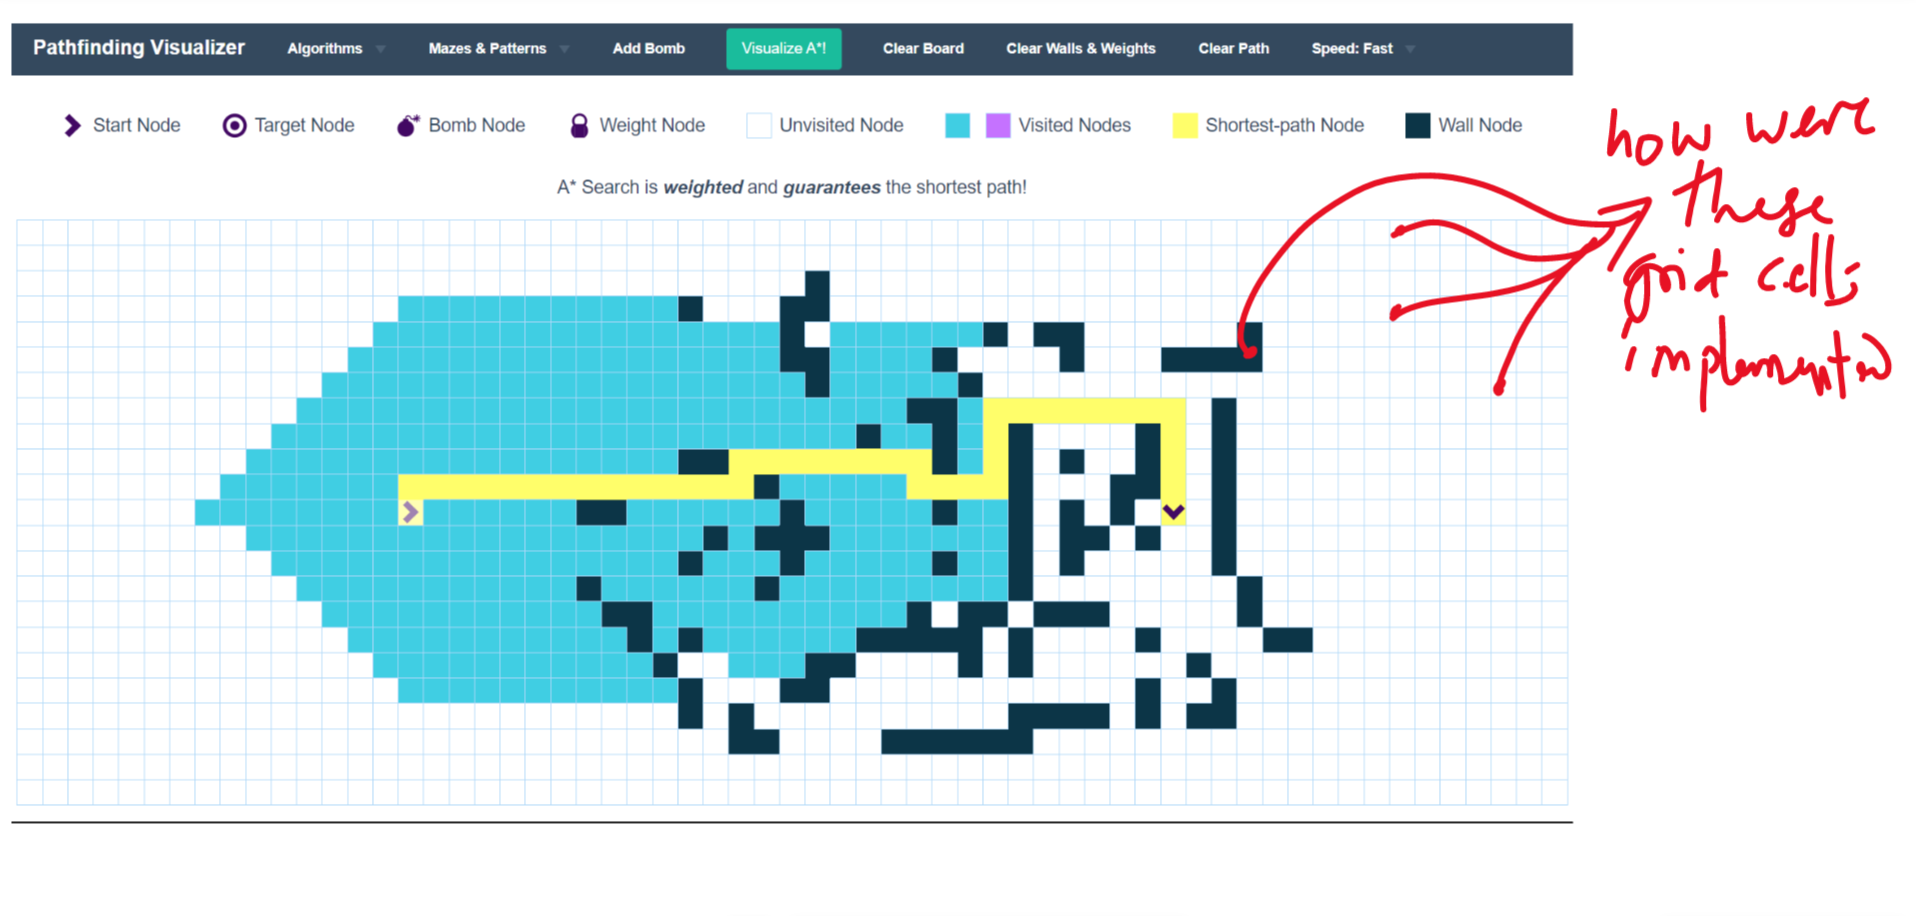 Pathfinding Visualizer Algorithms Mazes & Patterns Add Bomb Visualize A*! Clear Board Clear Walls & Weights Clear Path Speed: Fast
Start Node Target Node Bomb Node Weight Node Unvisited Node Visited Nodes Shortest-path Node Wall Node
A* Search is weighted and guarantees the shortest path!
how were
these
grid cells
implemented